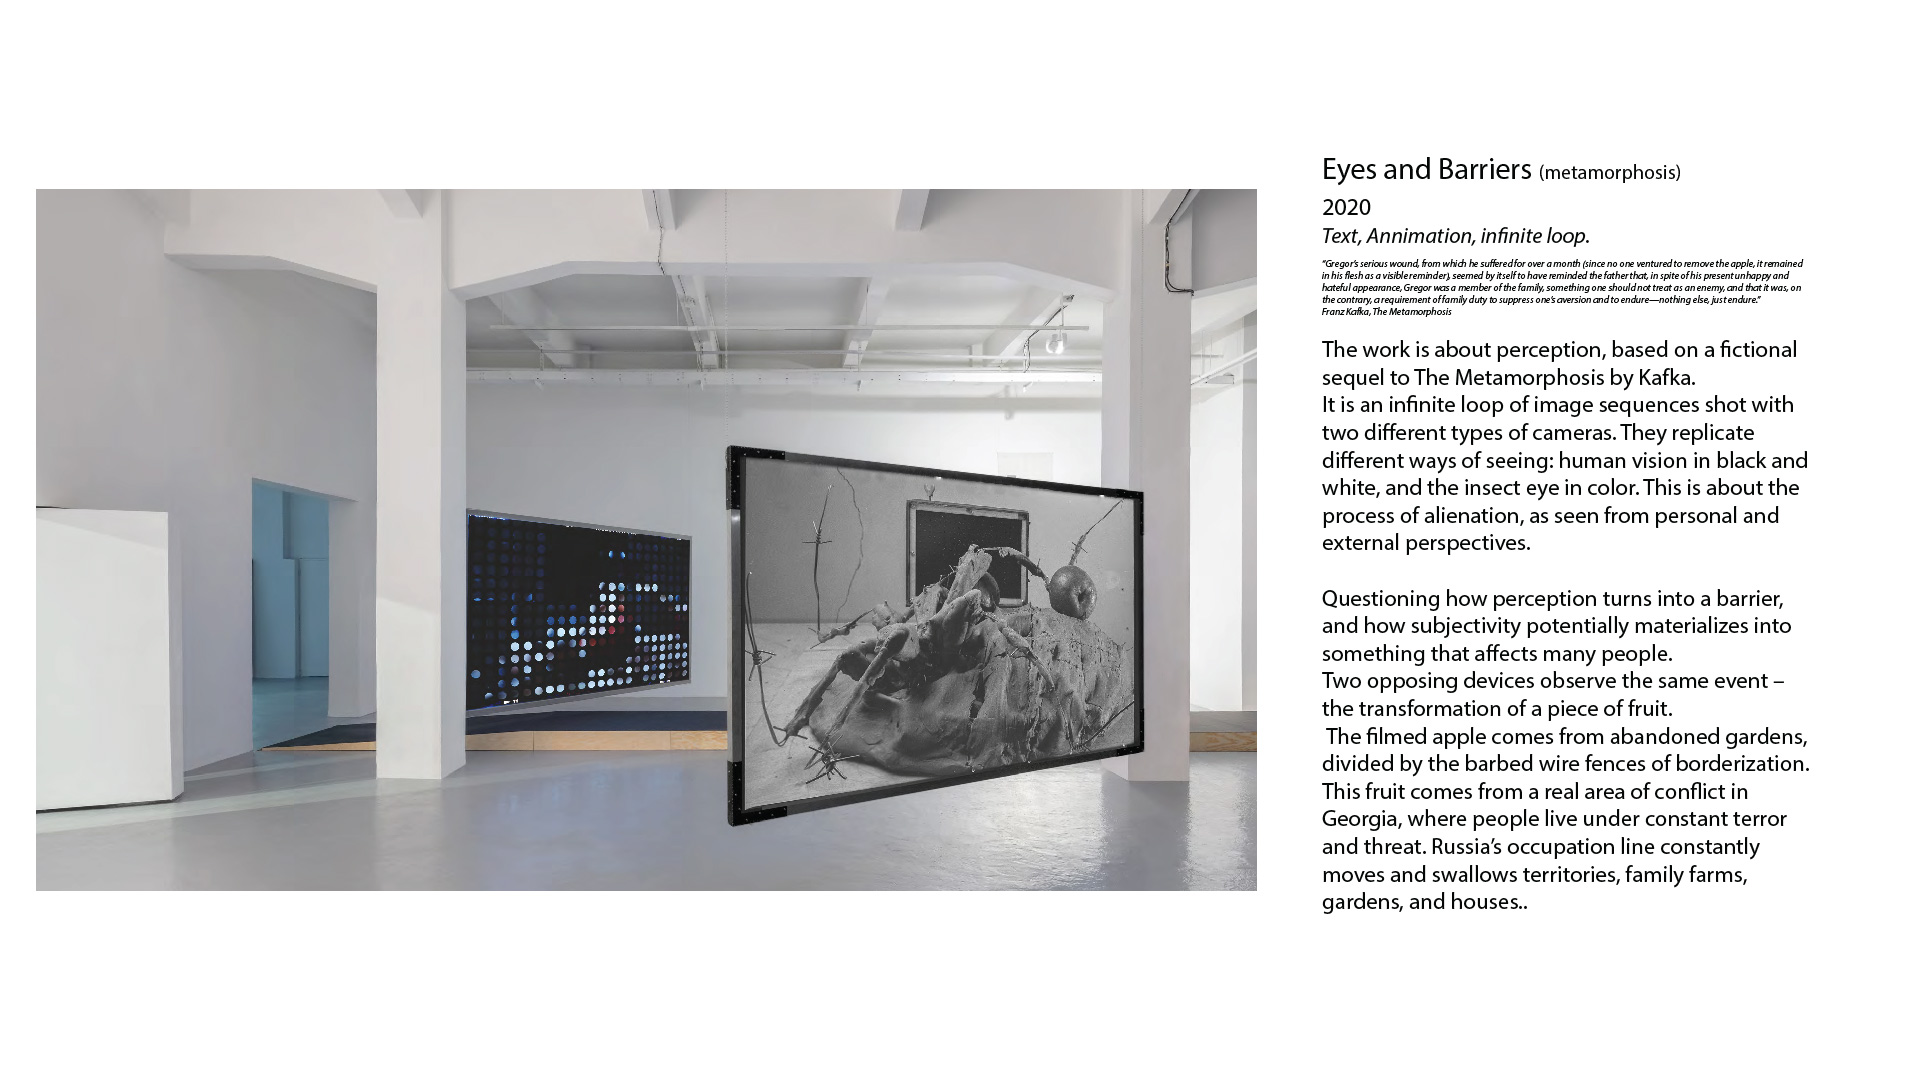 Eyes and Barriers (metamorphosis)
2020
Text, Annimation, infinite loop.
"Gregor's serious wound, from which he suffered for over a month (since no one ventured to remove the apple, it remained
in his flesh as a visible reminder), seemed by itself to have reminded the father that, in spite of his present unhappy and
hateful appearance, Gregor was a member of the family, something one should not treat as an enemy, and that it was, on
the contrary, a requirement of family duty to suppress one's aversion and to endure—nothing else, just endure."
Franz Kafka, The Metamorphosis
The work is about perception, based on a fictional
sequel to The Metamorphosis by Kafka.
It is an infinite loop of image sequences shot with
two different types of cameras. They replicate
different ways of seeing: human vision in black and
white, and the insect eye in color. This is about the
process of alienation, as seen from personal and
external perspectives.
Questioning how perception turns into a barrier,
and how subjectivity potentially materializes into
something that affects many people.
Two opposing devices observe the same event –
the transformation of a piece of fruit.
The filmed apple comes from abandoned gardens,
divided by the barbed wire fences of borderization.
This fruit comes from a real area of conflict in
Georgia, where people live under constant terror
and threat. Russia's occupation line constantly
moves and swallows territories, family farms,
gardens, and houses..